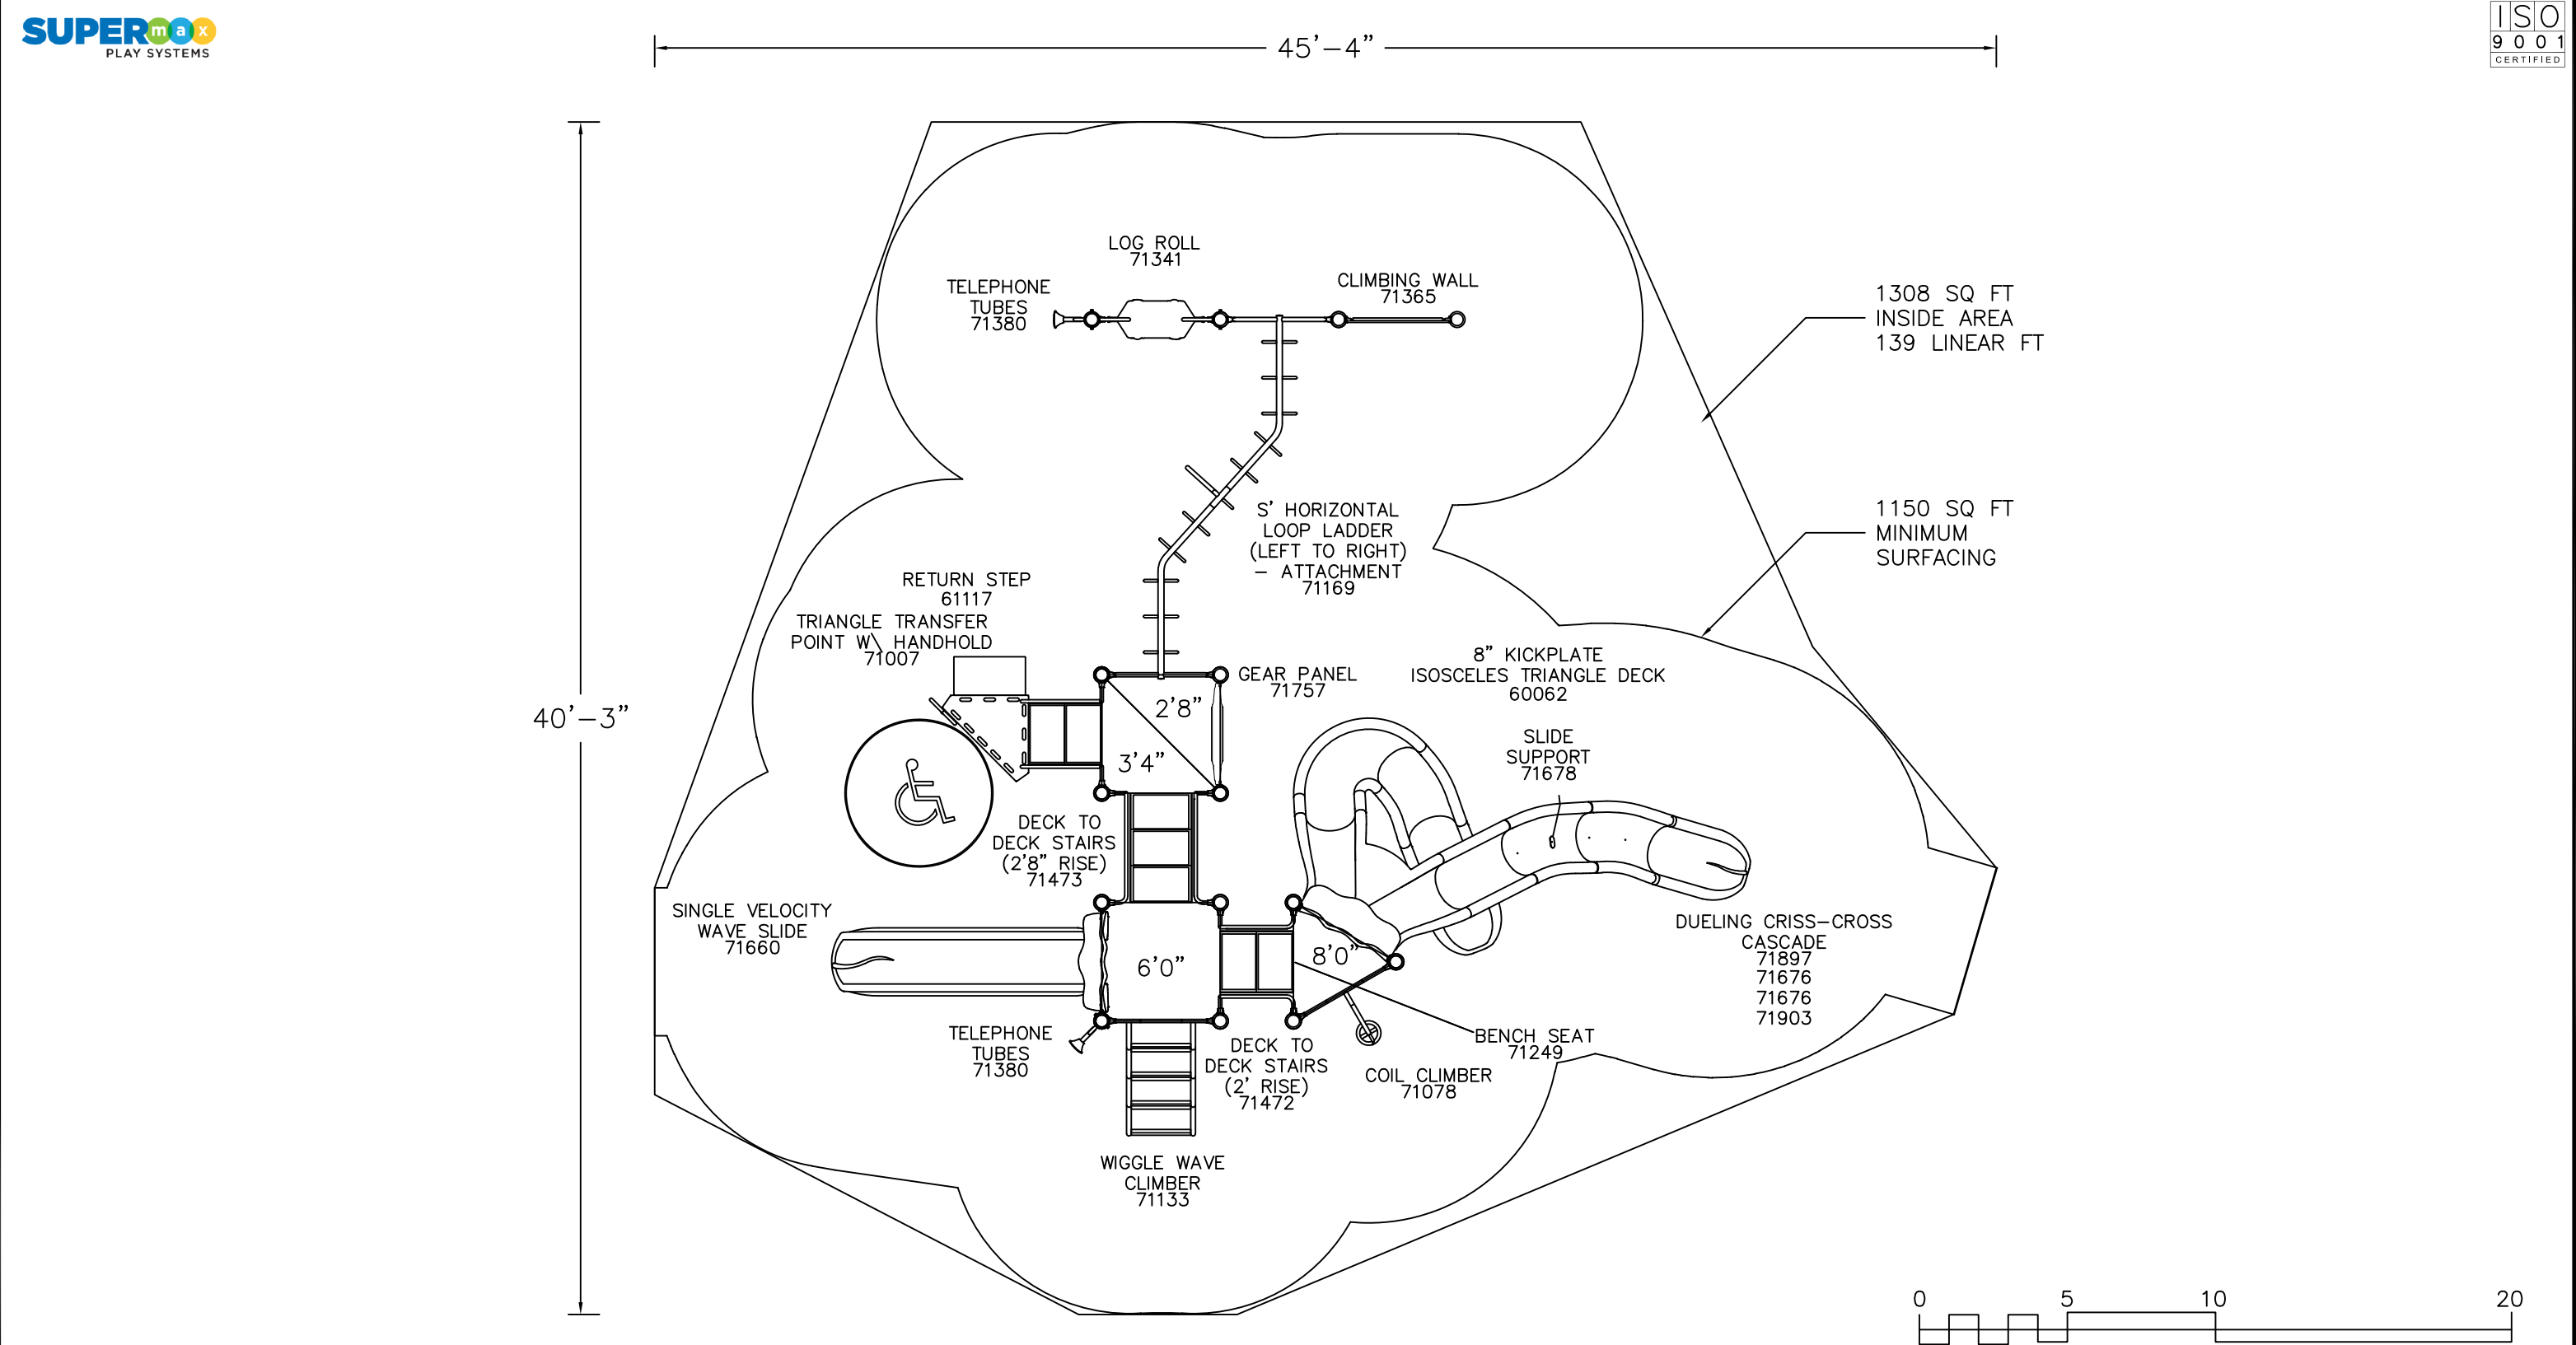 SUPERmax
PLAY SYSTEMS
45'-4"
ISO
9001
CERTIFIED
LOG ROLL
71341
TELEPHONE
TUBES
71380
CLIMBING WALL
71365
1308 SQ FT
INSIDE AREA
139 LINEAR FT
S' HORIZONTAL
LOOP LADDER
(LEFT TO RIGHT)
- ATTACHMENT
71169
1150 SQ FT
MINIMUM
SURFACING
RETURN STEP
61117
TRIANGLE TRANSFER
POINT W\ HANDHOLD
71007
GEAR PANEL
71757
8" KICKPLATE
ISOSCELES TRIANGLE DECK
60062
40'-3"
2'8"
3'4"
SLIDE
SUPPORT
71678
DECK TO
DECK STAIRS
(2'8" RISE)
71473
SINGLE VELOCITY
WAVE SLIDE
71660
6'0"
8'0"
DUELING CRISS-CROSS
CASCADE
71897
71676
71676
71903
TELEPHONE
TUBES
71380
DECK TO
DECK STAIRS
(2' RISE)
71472
BENCH SEAT
71249
COIL CLIMBER
71078
WIGGLE WAVE
CLIMBER
71133
0 5 10 20